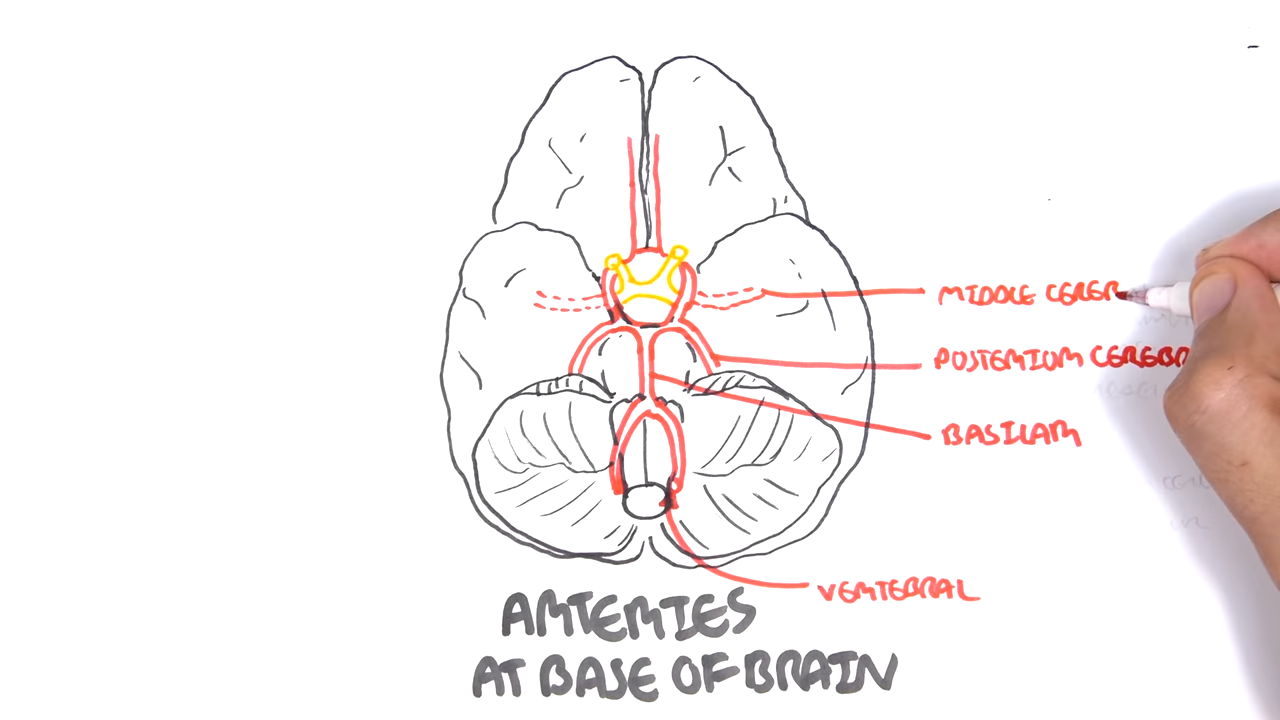 MIDDLE CEREB
POSTERIOR CEREBR
BASILAR
VERTEBRAL
ARTERIES
AT BASE OF BRAIN